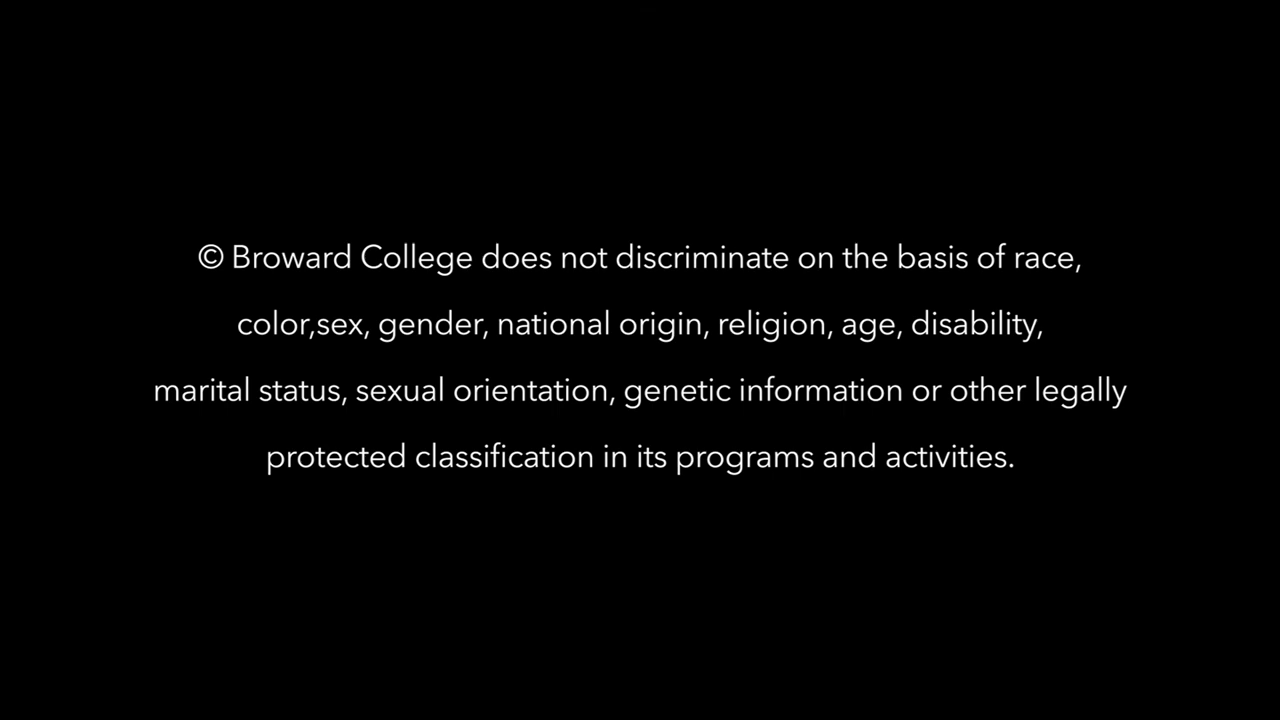 © Broward College does not discriminate on the basis of race,
color,sex, gender, national origin, religion, age, disability,
marital status, sexual orientation, genetic information or other legally
protected classification in its programs and activities.